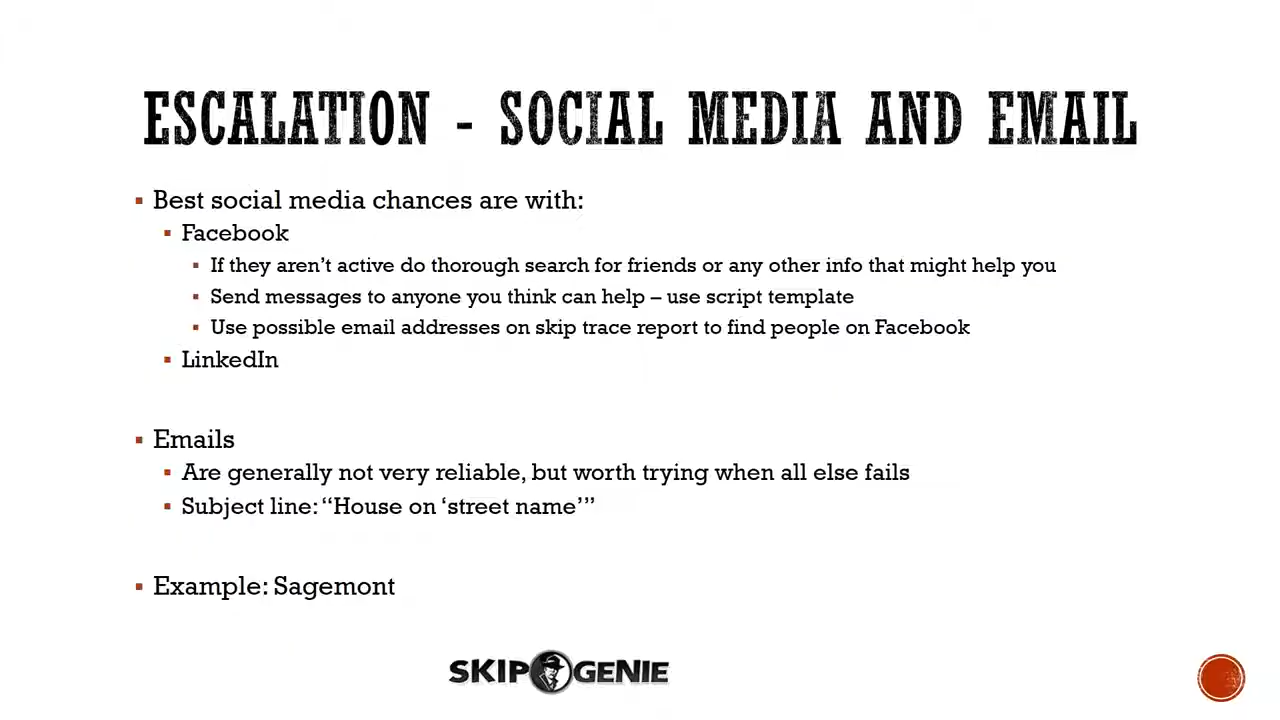 ESCALATION - SOCIAL MEDIA AND EMAIL
Best social media chances are with:
Facebook
If they aren’t active do thorough search for friends or any other info that might help you
Send messages to anyone you think can help – use script template
Use possible email addresses on skip trace report to find people on Facebook
LinkedIn
Emails
Are generally not very reliable, but worth trying when all else fails
Subject line: “House on ‘street name’”
Example: Sagemont
SKIP GENIE